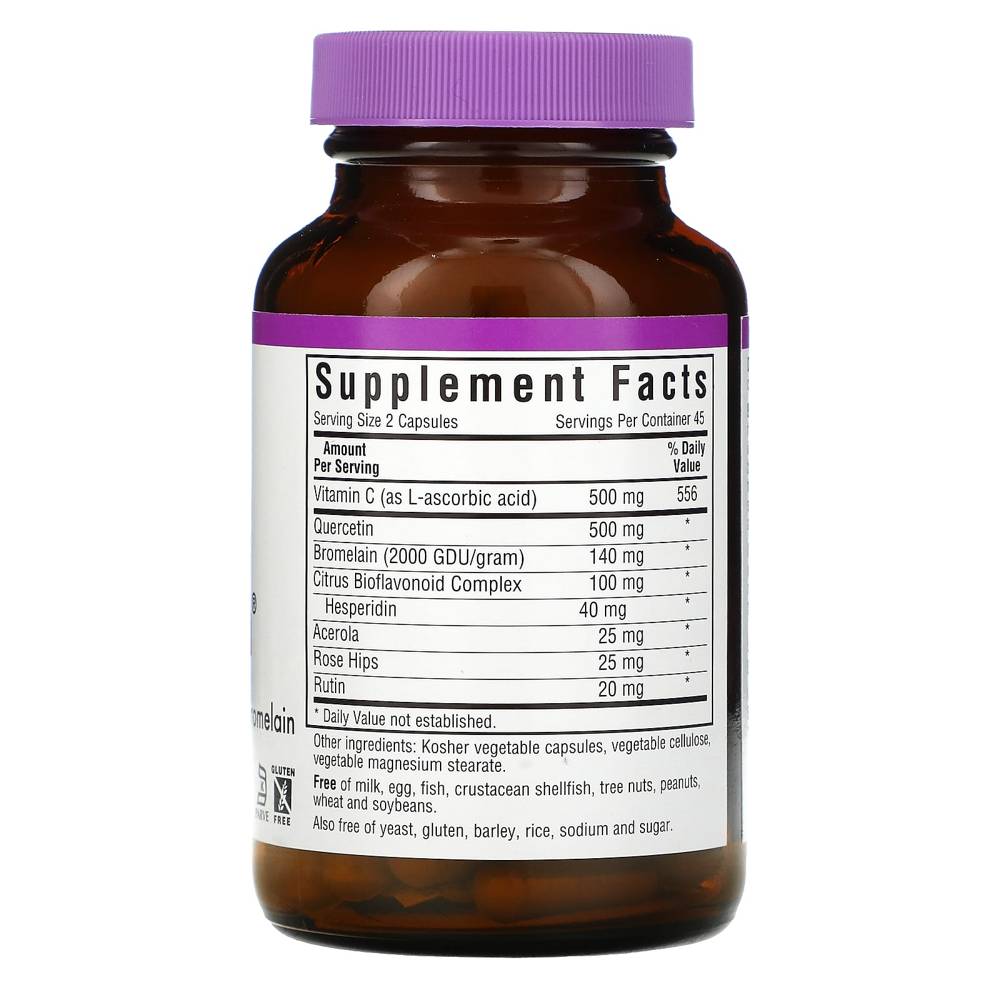 Supplement Facts
Serving Size 2 Capsules Servings Per Container 45
Amount Per Serving % Daily Value
Vitamin C (as L-ascorbic acid) 500 mg 556
Quercetin 500 mg *
Bromelain (2000 GDU/gram) 140 mg *
Citrus Bioflavonoid Complex 100 mg *
Hesperidin 40 mg *
Acerola 25 mg *
Rose Hips 25 mg *
Rutin 20 mg *
* Daily Value not established.
Other ingredients: Kosher vegetable capsules, vegetable cellulose,
vegetable magnesium stearate.
Free of milk, egg, fish, crustacean shellfish, tree nuts, peanuts,
wheat and soybeans.
Also free of yeast, gluten, barley, rice, sodium and sugar.
®
omelain
GLUTEN
FREE